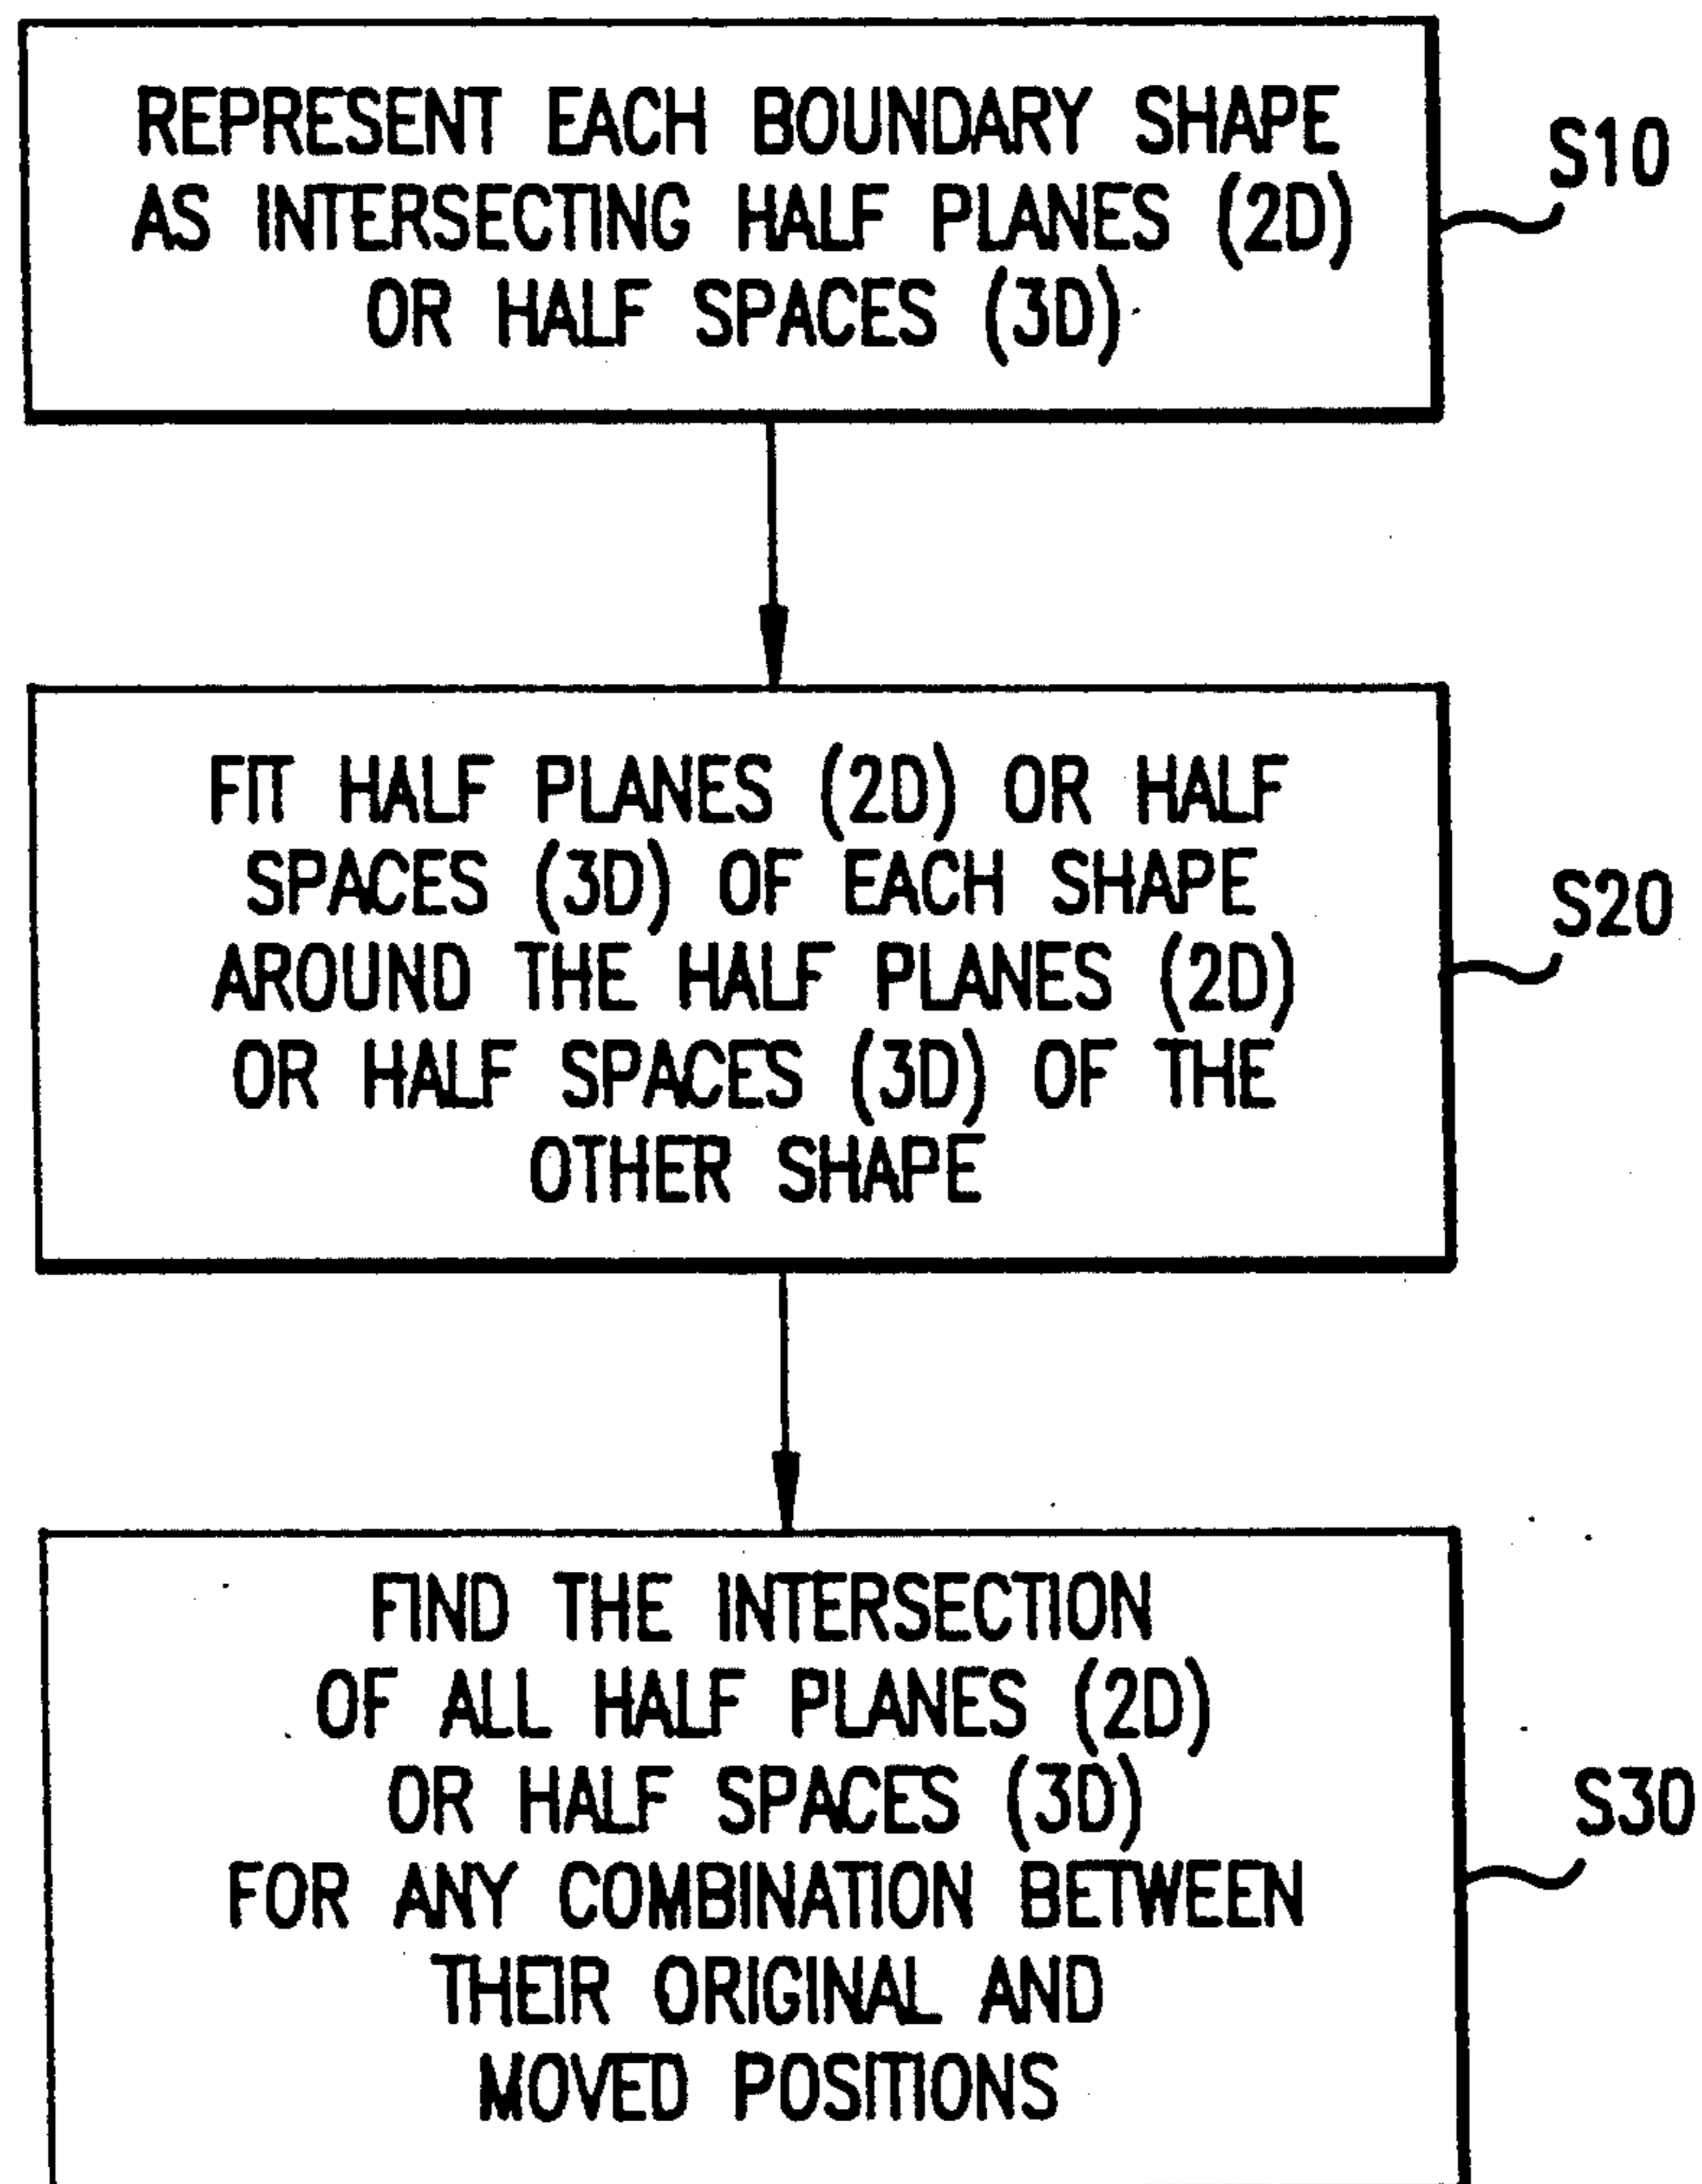 REPRESENT EACH BOUNDARY SHAPE
AS INTERSECTING HALF PLANES (2D)
OR HALF SPACES (3D)
S10
FIT HALF PLANES (2D) OR HALF
SPACES (3D) OF EACH SHAPE
AROUND THE HALF PLANES (2D)
OR HALF SPACES (3D) OF THE
OTHER SHAPE
S20
FIND THE INTERSECTION
OF ALL HALF PLANES (2D)
OR HALF SPACES (3D)
FOR ANY COMBINATION BETWEEN
THEIR ORIGINAL AND
MOVED POSITIONS
S30